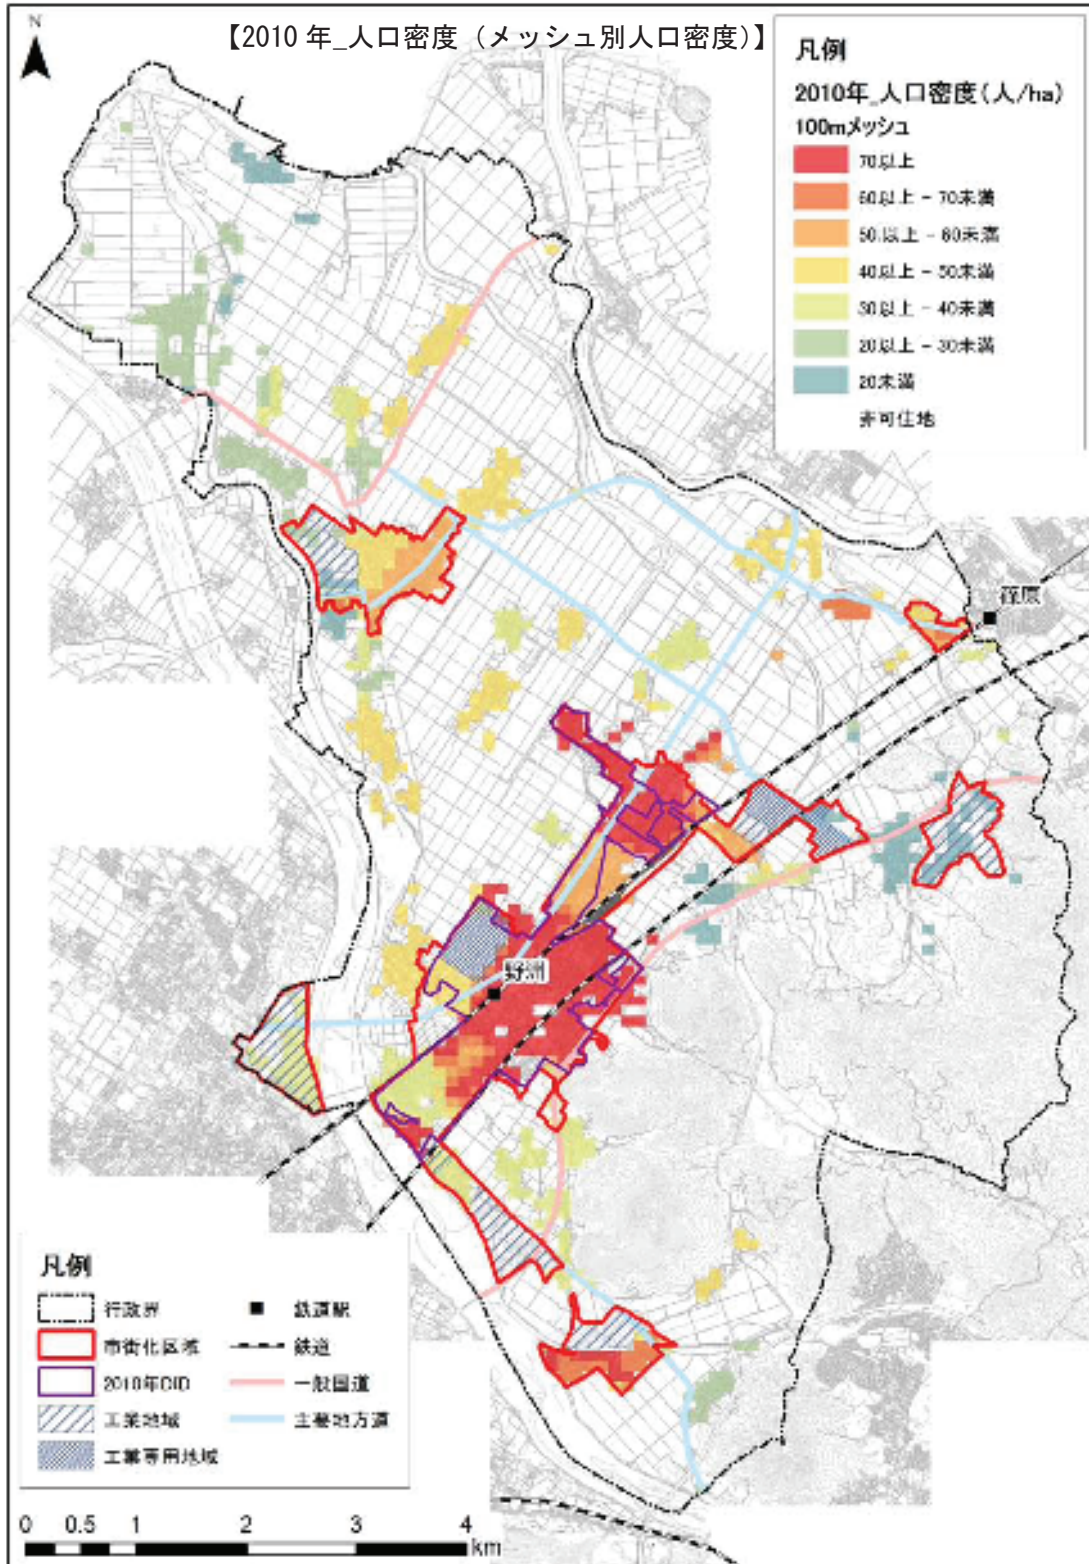 N
【2010年_人口密度（メッシュ別人口密度）】
凡例
2010年_人口密度(人/ha)
100mメッシュ
70以上
60以上 - 70未満
50以上 - 60未満
40以上 - 50未満
30以上 - 40未満
20以上 - 30未満
20未満
非可住地
篠原
野洲
凡例
行政界
鉄道駅
市街化区域
鉄道
2010年DID
一般国道
工業地域
主要地方道
工業専用地域
0 0.5 1 2 3 4
km